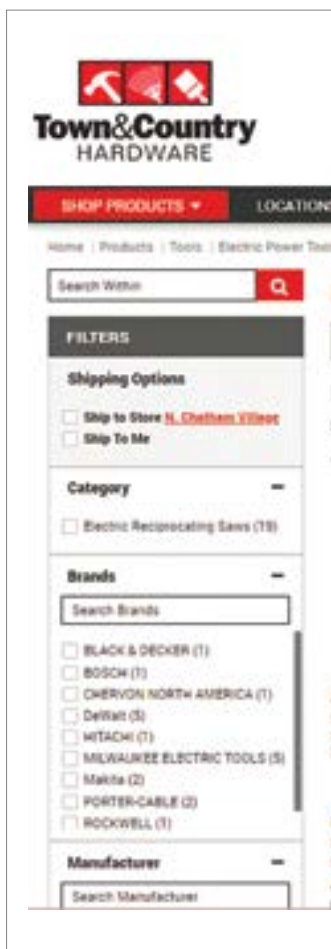 Town&Country
HARDWARE
SHOP PRODUCTS LOCATIONS
Home | Products | Tools | Electric Power Tools
Search Within
FILTERS
Shipping Options
Ship to Store N. Chatham Village
Ship To Me
Category
Electric Reciprocating Saws (19)
Brands
Search Brands
BLACK & DECKER (1)
BOSCH (1)
CHERVON NORTH AMERICA (1)
DeWalt (5)
HITACHI (1)
MILWAUKEE ELECTRIC TOOLS (5)
Makita (2)
PORTER-CABLE (2)
ROCKWELL (1)
Manufacturer
Search Manufacturer